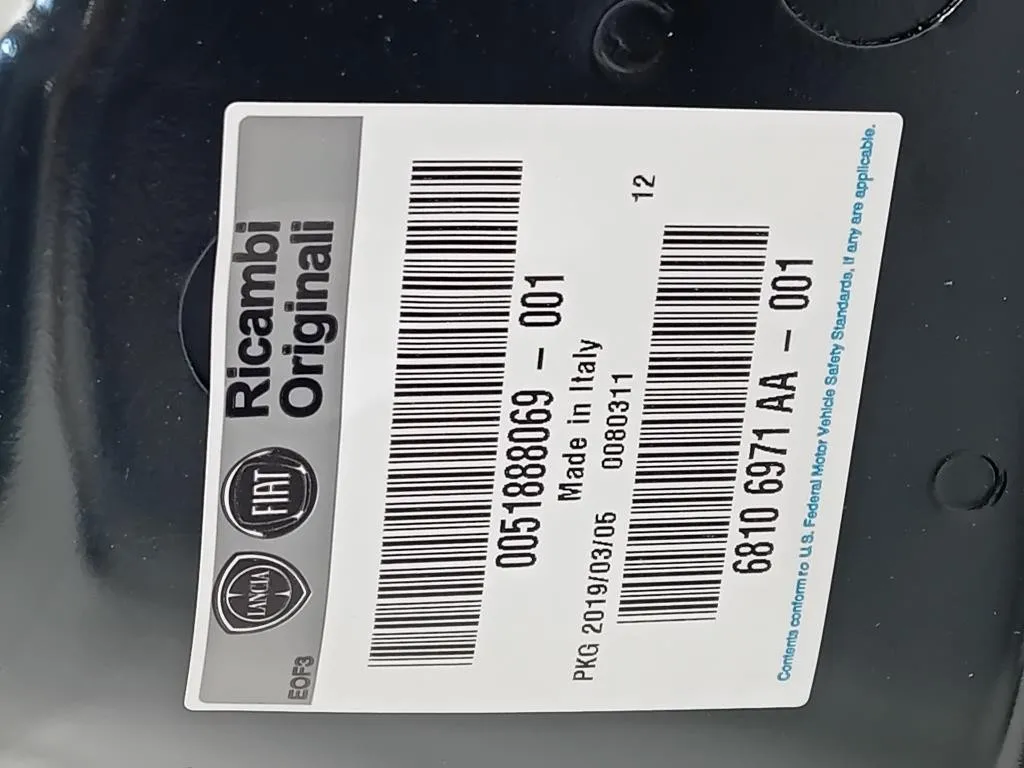 LANCIA
FIAT
Ricambi
Originali
EOF3
0051888069 - 001
Made in Italy
PKG 2019/03/05 0080311 12
6810 6971 AA - 001
Contents conform to U.S. Federal Motor Vehicle Safety Standards, if any are applicable.